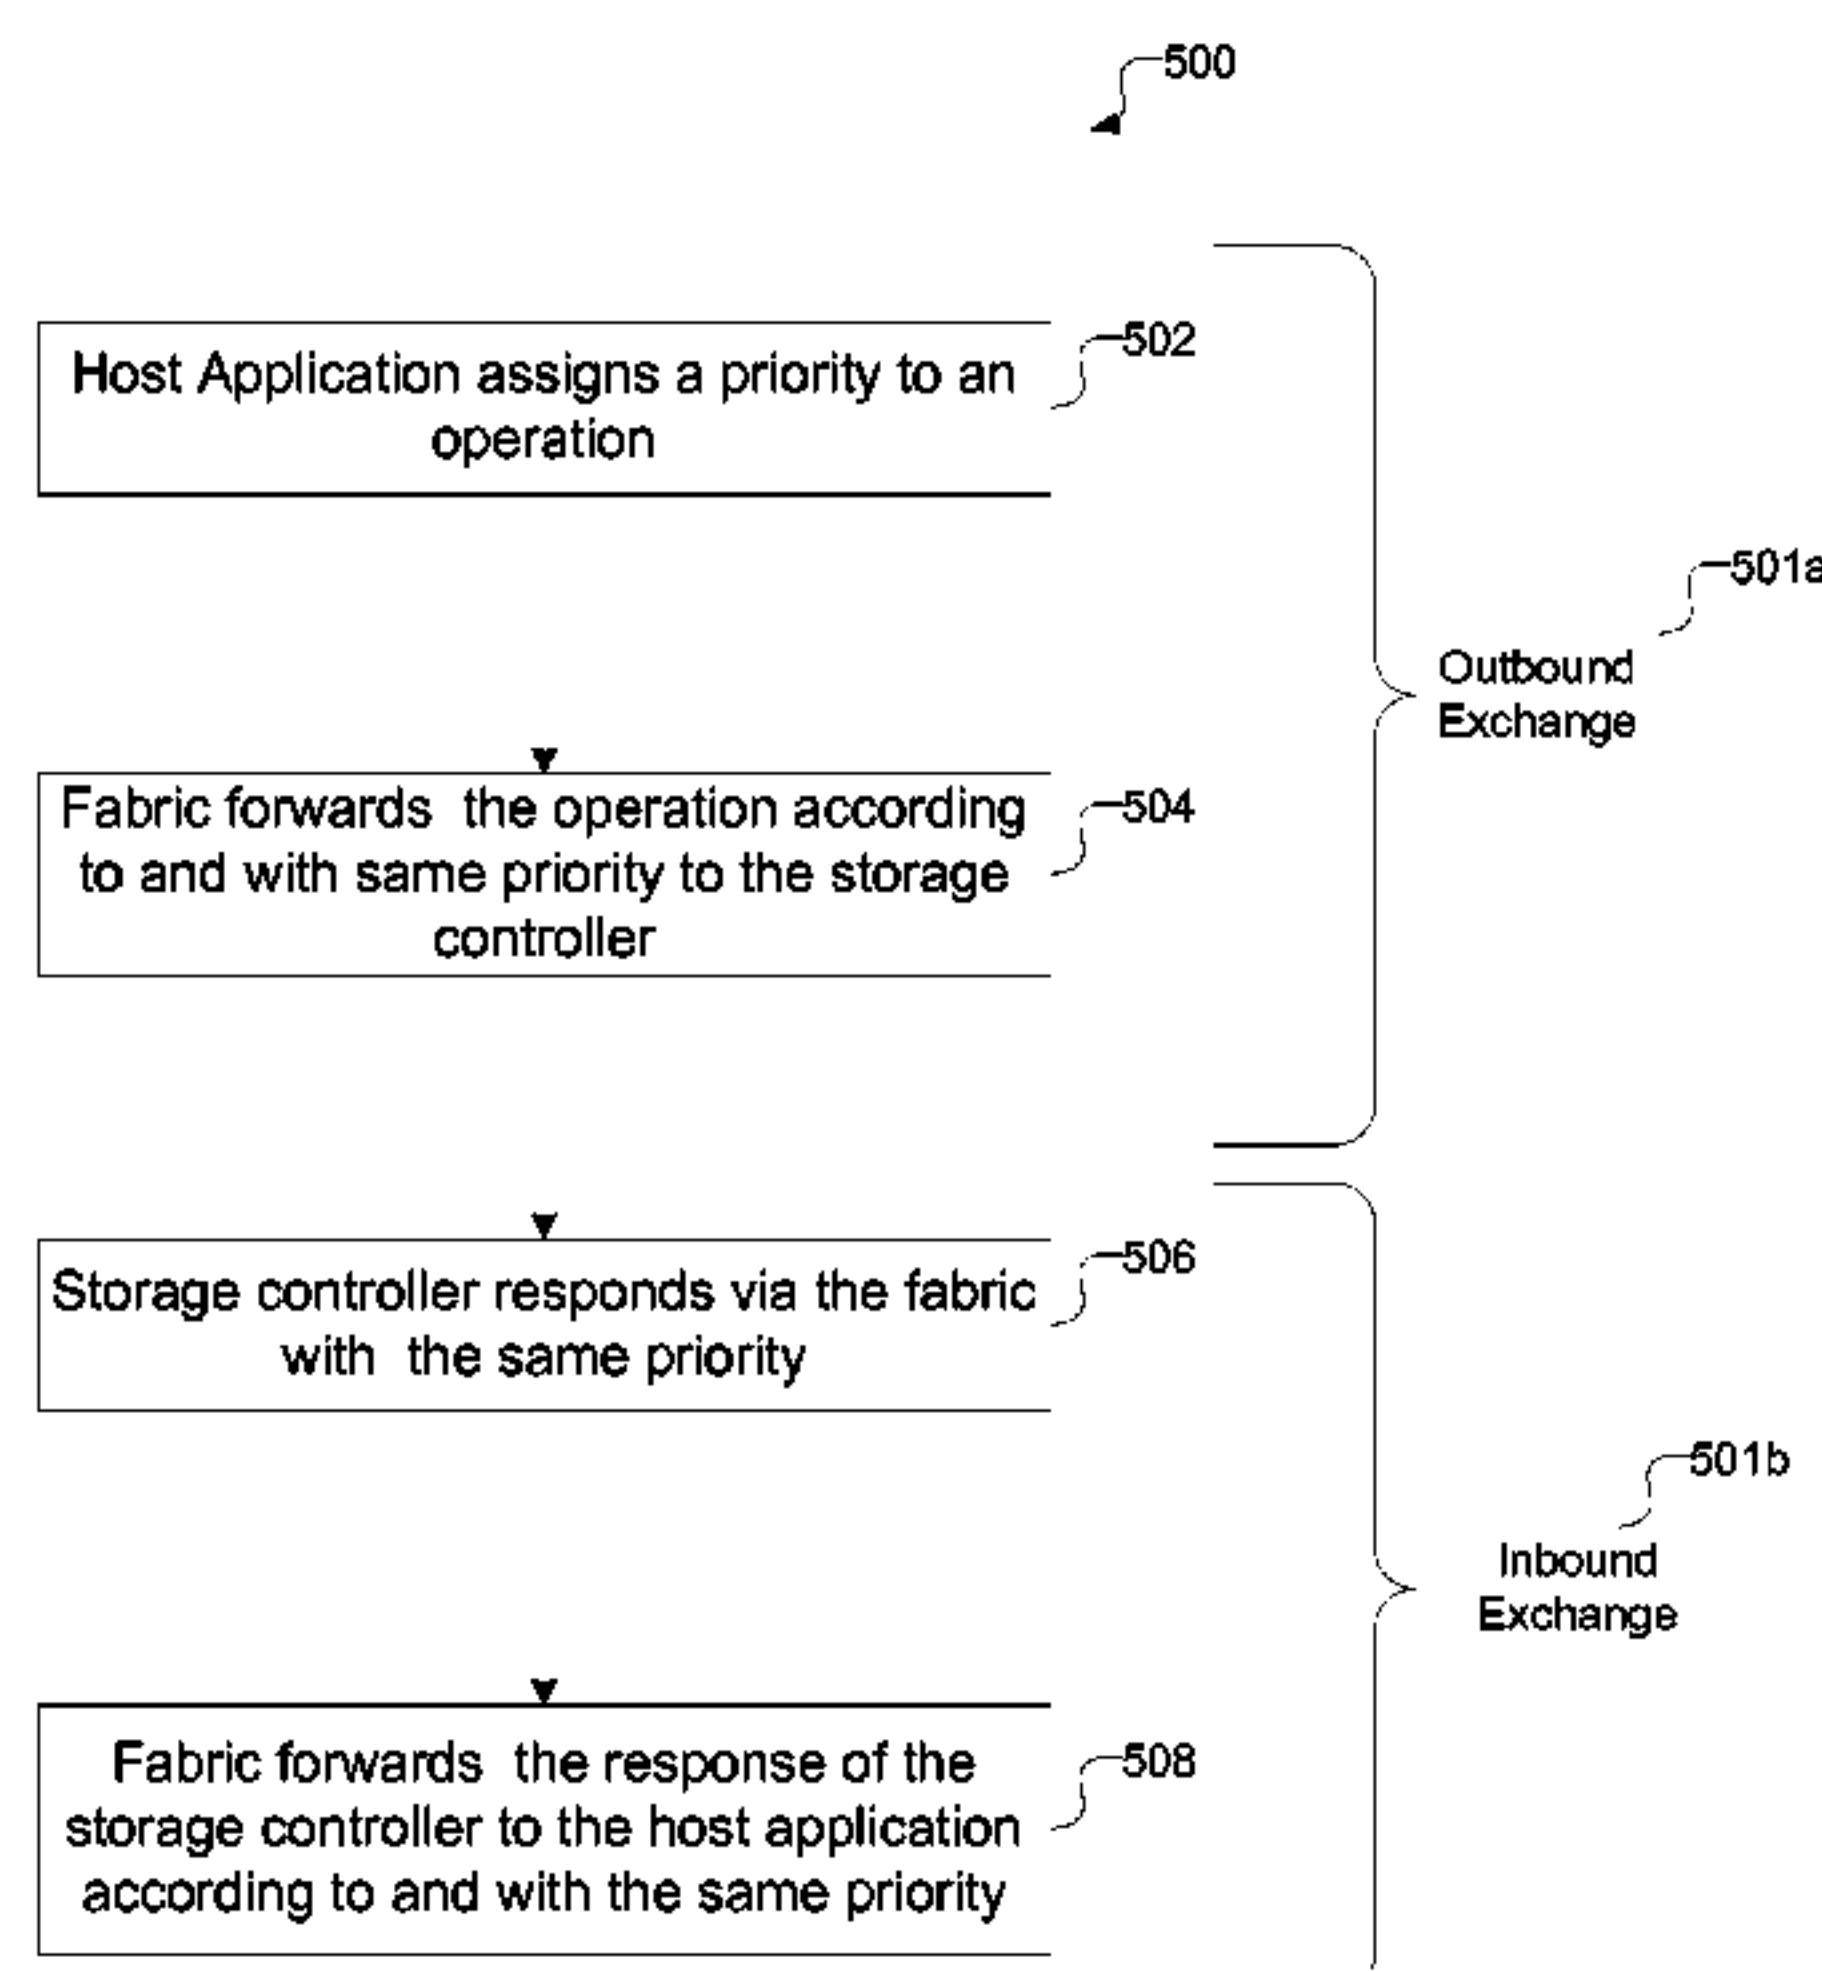 500
502
Host Application assigns a priority to an
operation
501a
Outbound
Exchange
504
Fabric forwards the operation according
to and with same priority to the storage
controller
506
Storage controller responds via the fabric
with the same priority
501b
Inbound
Exchange
508
Fabric forwards the response of the
storage controller to the host application
according to and with the same priority